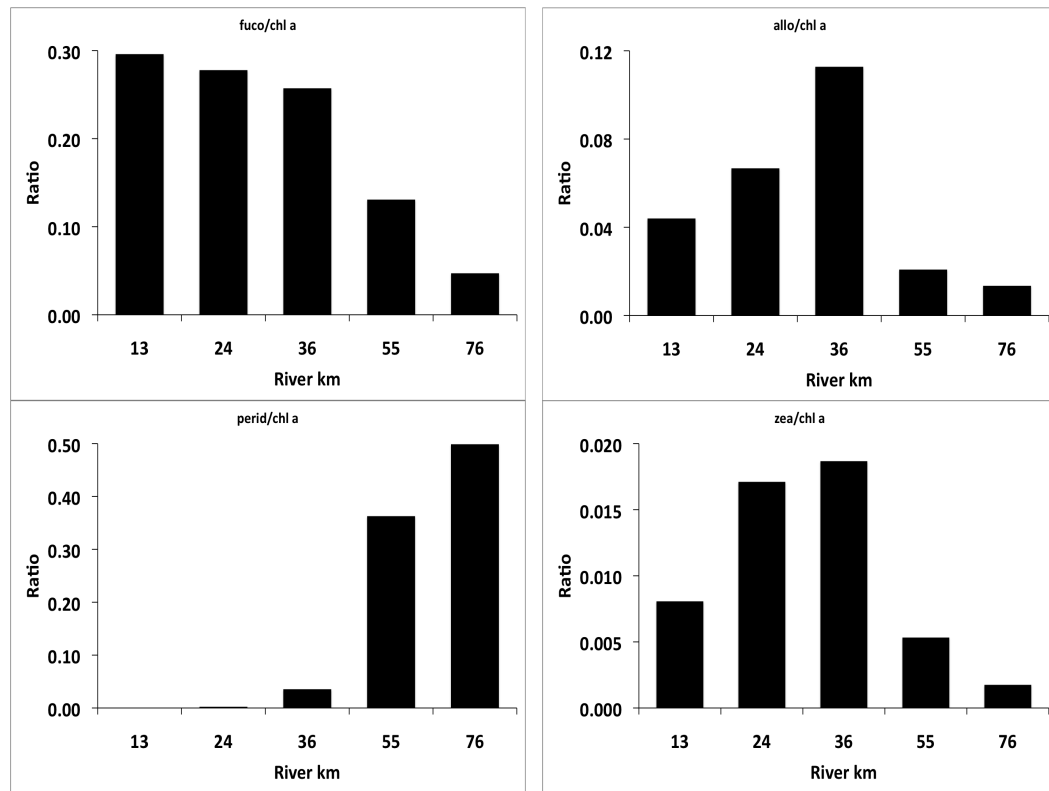 fuco/chl a
0.30
0.20
0.10
0.00
Ratio
13 24 36 55 76
River km
allo/chl a
0.12
0.08
0.04
0.00
Ratio
13 24 36 55 76
River km
perid/chl a
0.50
0.40
0.30
0.20
0.10
0.00
Ratio
13 24 36 55 76
River km
zea/chl a
0.020
0.015
0.010
0.005
0.000
Ratio
13 24 36 55 76
River km